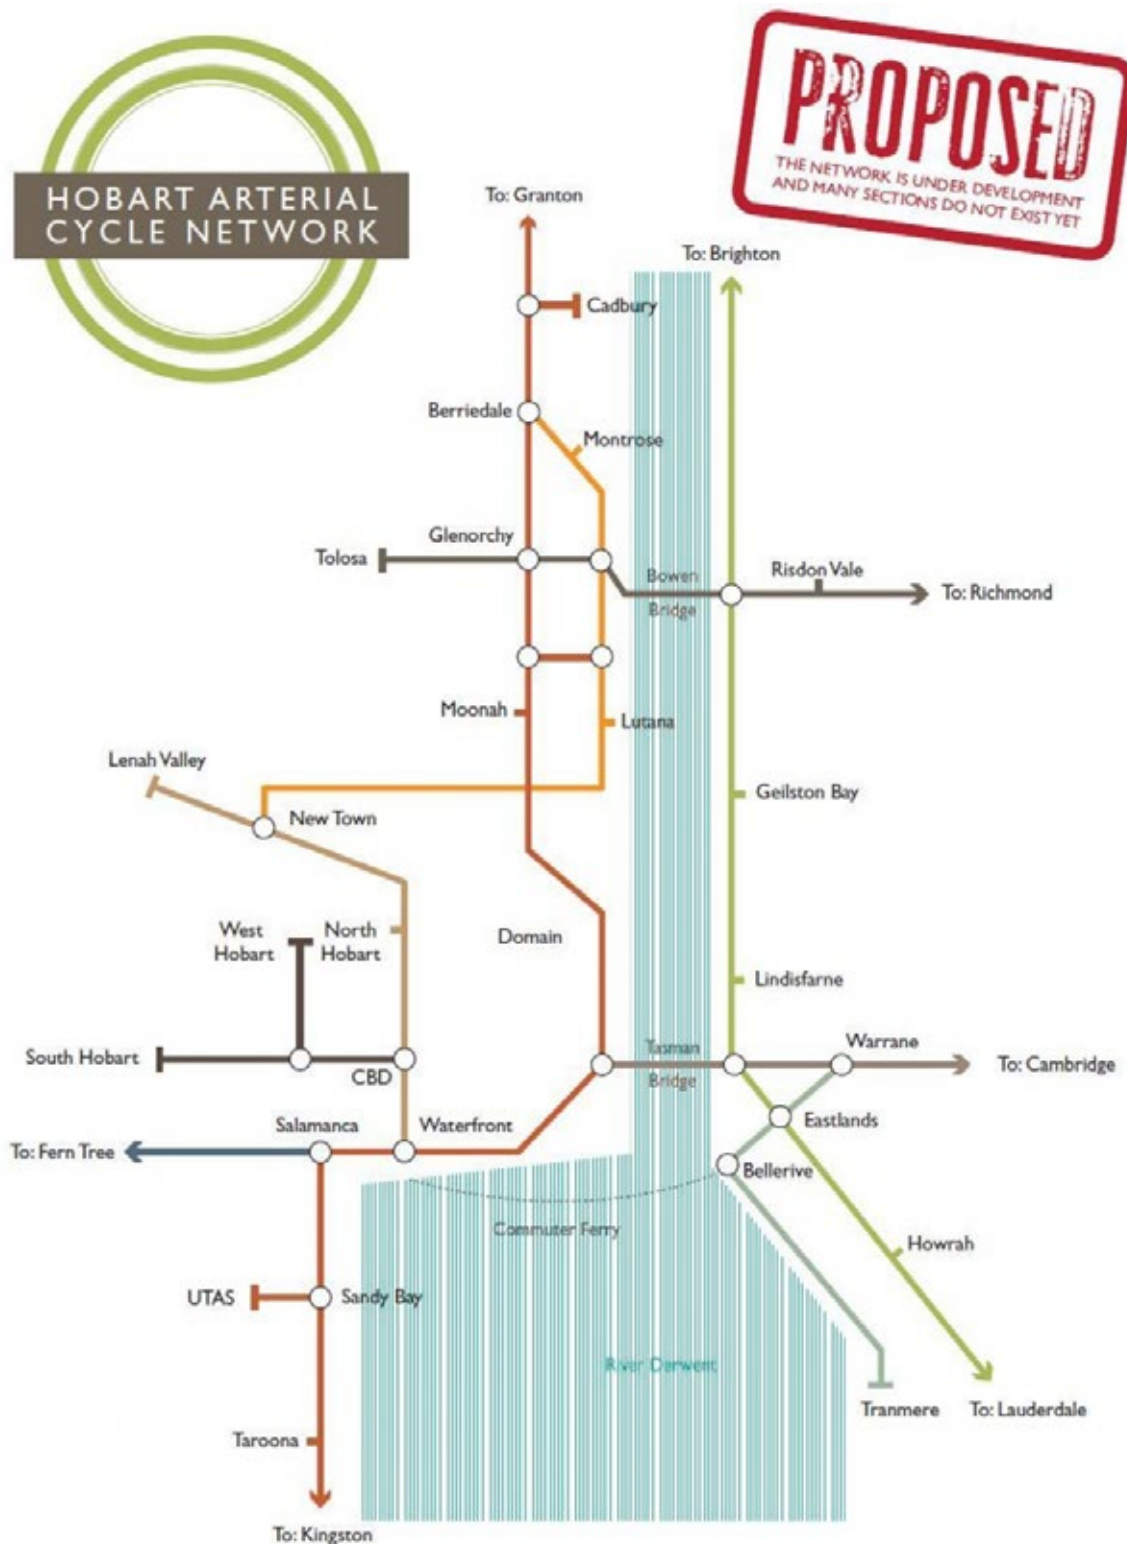 HOBART ARTERIAL
CYCLE NETWORK
PROPOSED
THE NETWORK IS UNDER DEVELOPMENT
AND MANY SECTIONS DO NOT EXIST YET
To: Granton
To: Brighton
Cadbury
Berriedale
Montrose
Glenorchy
Tolosa
Bowen
Bridge
Risdon Vale
To: Richmond
Moonah
Lutana
Lenah Valley
Geilston Bay
New Town
West
Hobart
North
Hobart
Domain
Lindisfarne
South Hobart
CBD
Tasman
Bridge
Warrane
To: Cambridge
Salamanca
Waterfront
Eastlands
To: Fern Tree
Bellerive
Commuter Ferry
Howrah
UTAS
Sandy Bay
River Derwent
Tranmere
To: Lauderdale
Taroona
To: Kingston